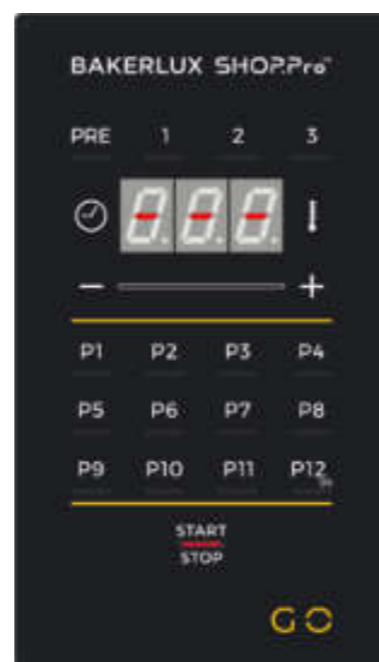 BAKERLUX SHOP.Pro™
PRE 1 2 3
- - -
− +
P1 P2 P3 P4
P5 P6 P7 P8
P9 P10 P11 P12
START
STOP
GO